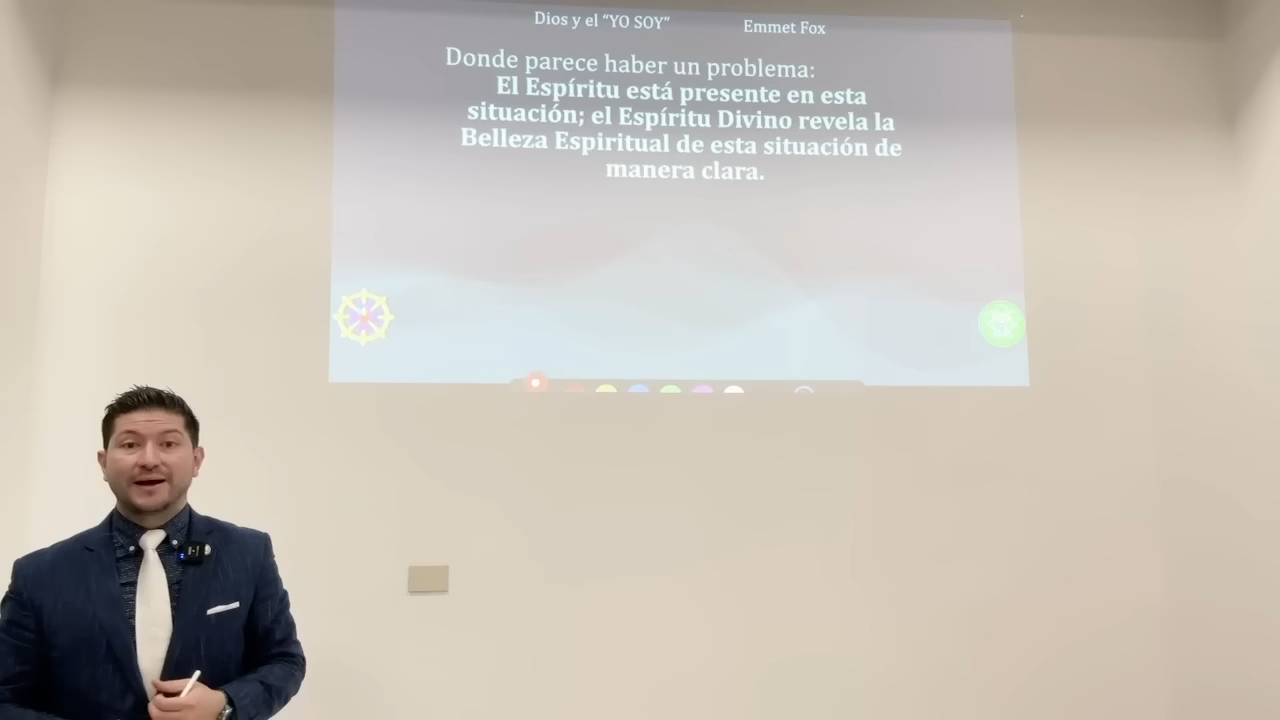 Dios y el “YO SOY” Emmet Fox
Donde parece haber un problema:
El Espíritu está presente en esta
situación; el Espíritu Divino revela la
Belleza Espiritual de esta situación de
manera clara.